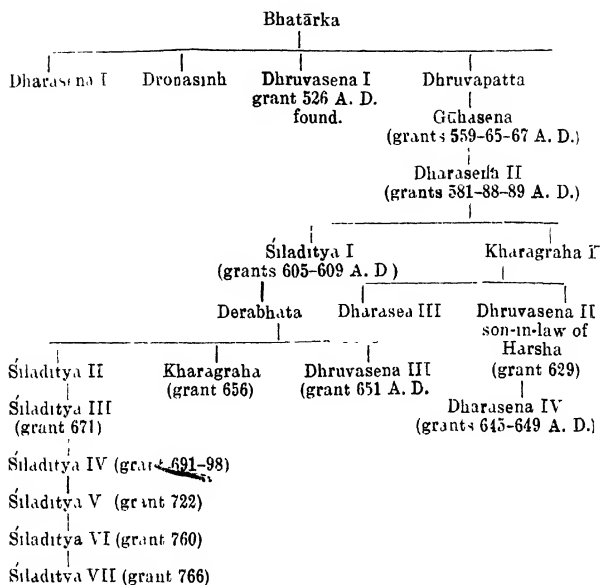 Bhatārka
Dharasena I Dronasinh Dhruvasena I Dhruvapatta
grant 526 A. D.
found.
Gūhasena
(grants 559-65-67 A. D.)
Dharasena II
(grants 581-88-89 A. D.)
Śiladitya I Kharagraha I
(grants 605-609 A. D)
Derabhata Dharasea III Dhruvasena II
son-in-law of
Harsha
(grant 629)
Śiladitya II Kharagraha Dhruvasena III
(grant 656) (grant 651 A. D.
Śiladitya III
(grant 671)
Dharasena IV
(grants 645-649 A. D.)
Śiladitya IV (grant 691-98)
Śiladitya V (grant 722)
Śiladitya VI (grant 760)
Śiladitya VII (grant 766)